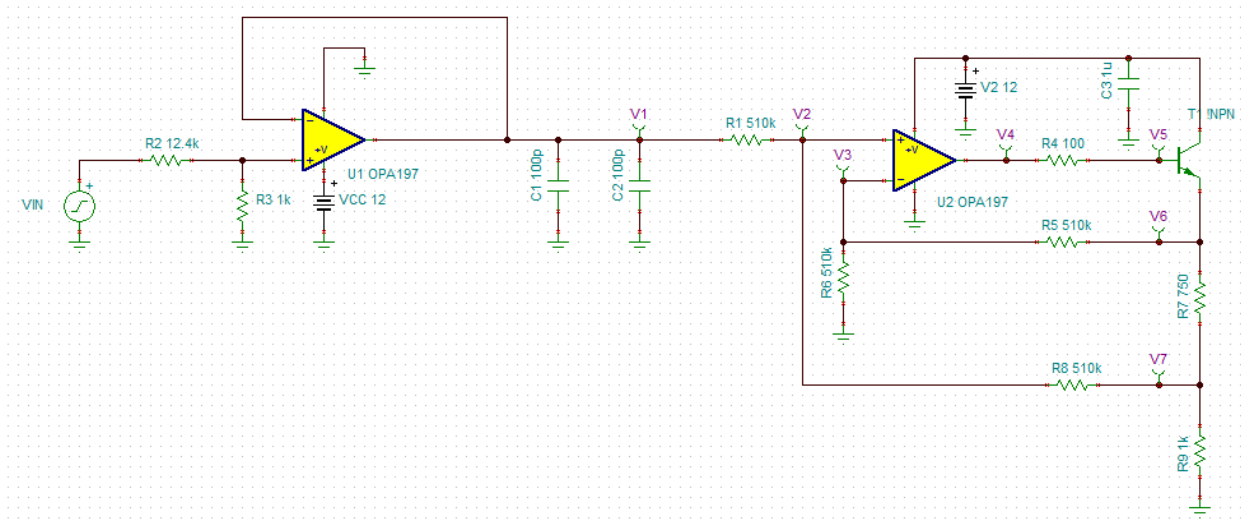 V1
V2
V3
V4
V5
V6
V7
VIN
R2 12.4k
R3 1k
+V
U1 OPA197
VCC 12
C1 100p
C2 100p
R1 510k
+V
U2 OPA197
V2 12
C3 1u
T1 !NPN
R4 100
R5 510k
R6 510k
R7 750
R8 510k
R9 1k